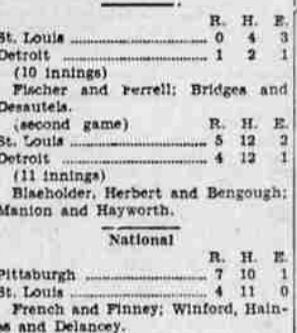 R. H. E.
St. Louis ........................ 0 4 3
Detroit ........................ 1 2 1
(10 innings)
Fischer and Ferrell; Bridges and
Desautels.
(second game) R. H. E.
St. Louis ........................ 5 12 2
Detroit ........................ 4 12 1
(11 innings)
Blaeholder, Herbert and Bengough;
Manion and Hayworth.
National
R. H. E.
Pittsburgh ........................ 7 10 1
St. Louis ........................ 4 11 0
French and Finney; Winford, Hain-
es and Delancey.